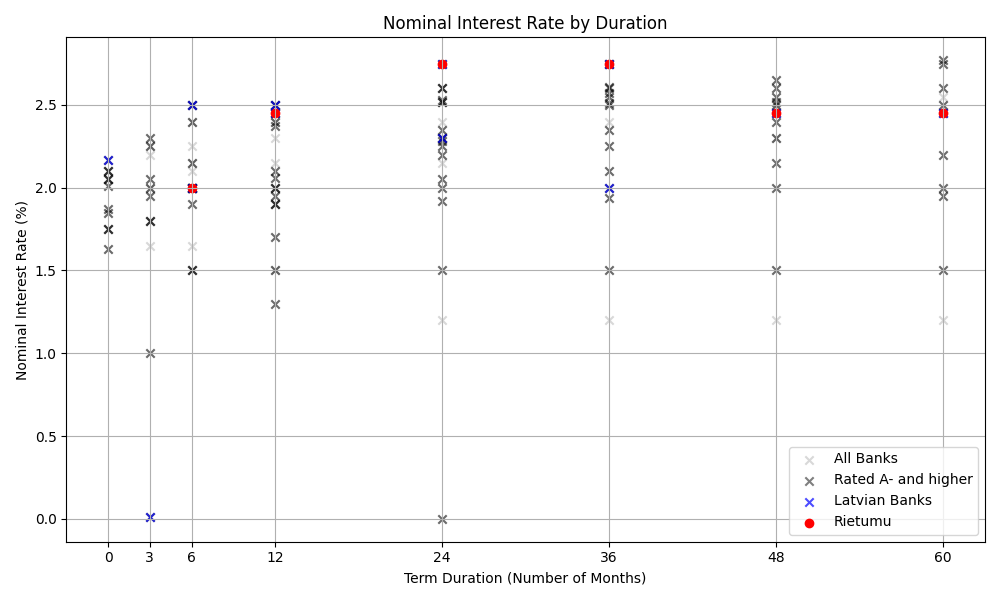 Nominal Interest Rate by Duration
Nominal Interest Rate (%)
2.5
2.0
1.5
1.0
0.5
0.0
All Banks
Rated A- and higher
Latvian Banks
Rietumu
0 3 6 12 24 36 48 60
Term Duration (Number of Months)